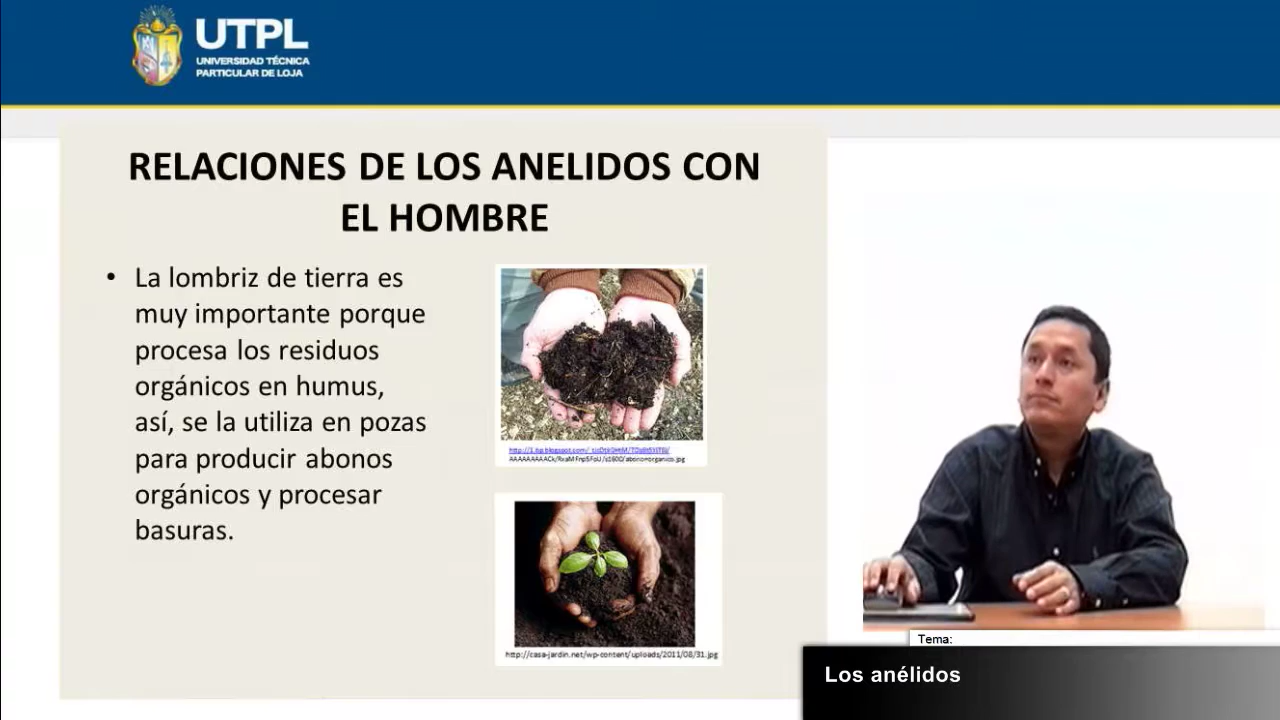 UTPL
UNIVERSIDAD TÉCNICA
PARTICULAR DE LOJA
RELACIONES DE LOS ANELIDOS CON
EL HOMBRE
• La lombriz de tierra es
muy importante porque
procesa los residuos
orgánicos en humus,
así, se la utiliza en pozas
para producir abonos
orgánicos y procesar
basuras.
http://casa-jardin.net/wp-content/uploads/2011/08/31.jpg
Tema:
Los anélidos